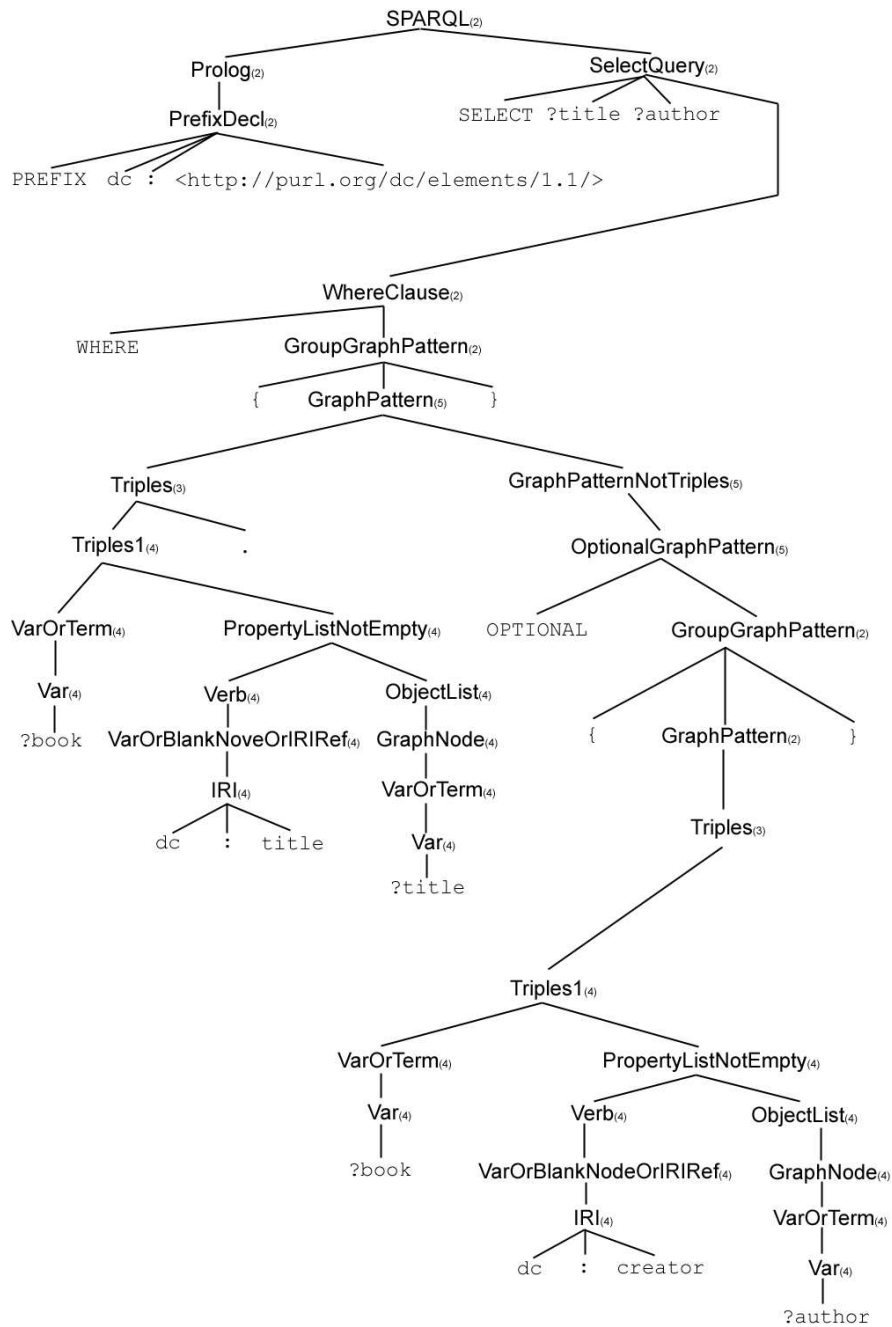 SPARQL(2)
Prolog(2) SelectQuery(2)
SELECT ?title ?author
PrefixDecl(2)
PREFIX dc : <http://purl.org/dc/elements/1.1/>
WhereClause(2)
WHERE GroupGraphPattern(2)
{ GraphPattern(5) }
Triples(3) GraphPatternNotTriples(5)
Triples1(4) . OptionalGraphPattern(5)
VarOrTerm(4) PropertyListNotEmpty(4) OPTIONAL GroupGraphPattern(2)
Var(4) Verb(4) ObjectList(4)
?book VarOrBlankNoveOrIRIRef(4) GraphNode(4) { GraphPattern(2) }
IRI(4) VarOrTerm(4)
Triples(3)
dc : title Var(4)
?title
Triples1(4)
VarOrTerm(4) PropertyListNotEmpty(4)
Var(4) Verb(4) ObjectList(4)
?book VarOrBlankNodeOrIRIRef(4) GraphNode(4)
IRI(4) VarOrTerm(4)
dc : creator Var(4)
?author